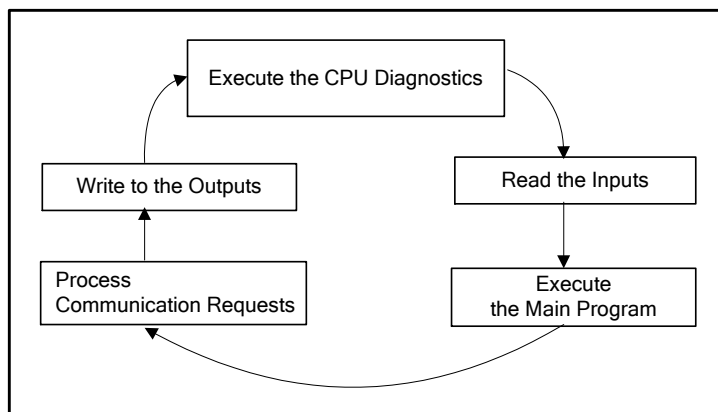 Execute the CPU Diagnostics
Read the Inputs
Execute
the Main Program
Process
Communication Requests
Write to the Outputs